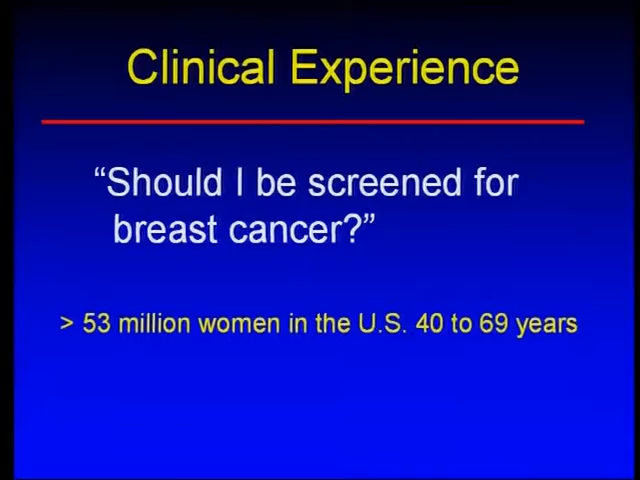 Clinical Experience
“Should I be screened for
breast cancer?”
> 53 million women in the U.S. 40 to 69 years